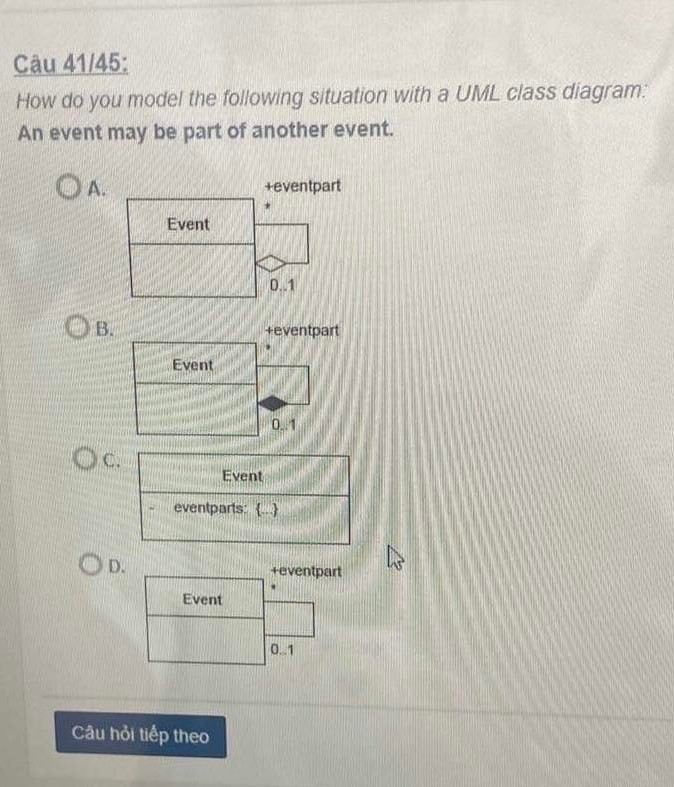 Câu 41/45:
How do you model the following situation with a UML class diagram:
An event may be part of another event.
A.
+eventpart
*
Event
0..1
B.
+eventpart
*
Event
0..1
C.
Event
- eventparts: {...}
D.
+eventpart
*
Event
0..1
Câu hỏi tiếp theo